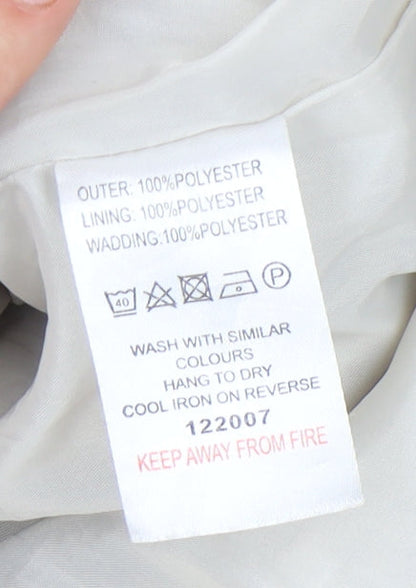 OUTER: 100%POLYESTER
LINING: 100%POLYESTER
WADDING:100%POLYESTER
40 P
WASH WITH SIMILAR
COLOURS
HANG TO DRY
COOL IRON ON REVERSE
122007
KEEP AWAY FROM FIRE